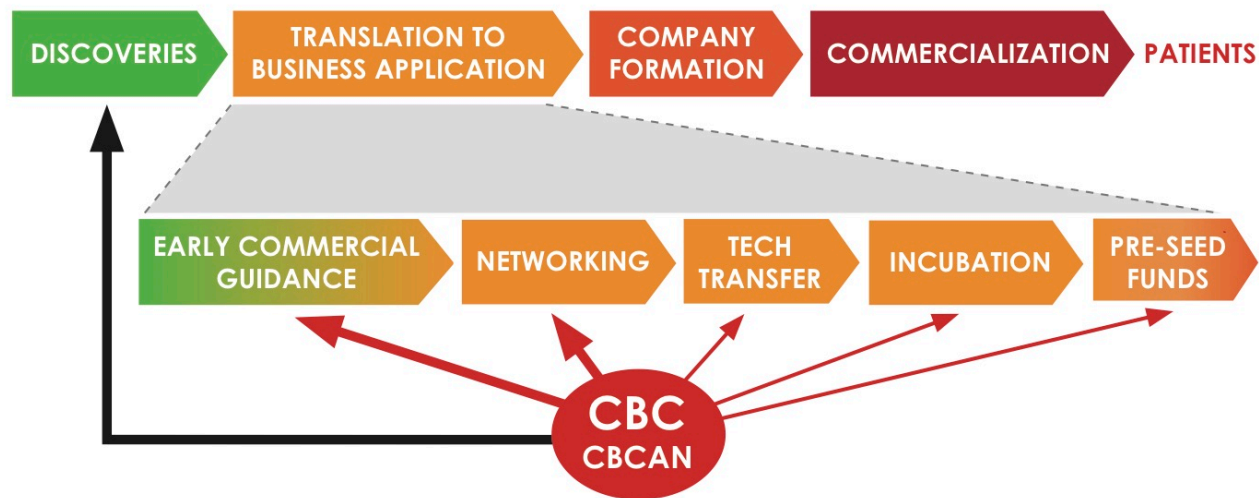 DISCOVERIES
TRANSLATION TO
BUSINESS APPLICATION
COMPANY
FORMATION
COMMERCIALIZATION
PATIENTS
EARLY COMMERCIAL
GUIDANCE
NETWORKING
TECH
TRANSFER
INCUBATION
PRE-SEED
FUNDS
CBC
CBCAN